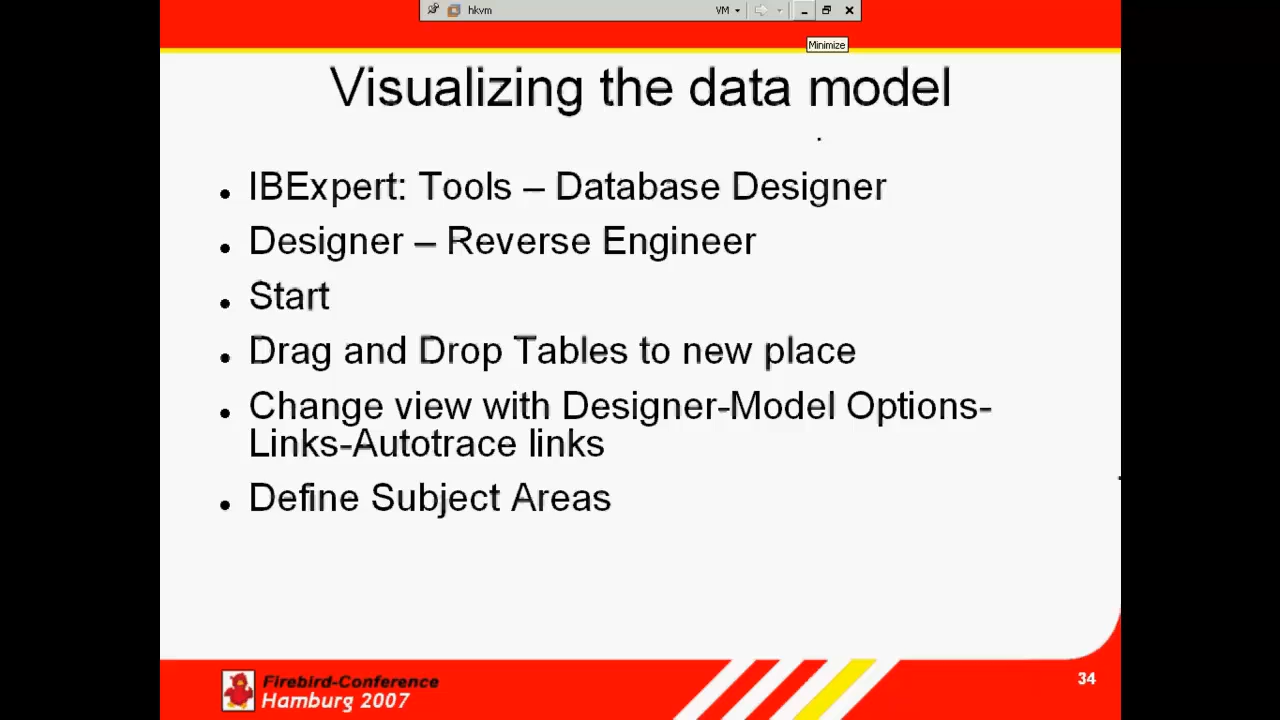 hkvm
VM
Minimize
Visualizing the data model
• IBExpert: Tools – Database Designer
• Designer – Reverse Engineer
• Start
• Drag and Drop Tables to new place
• Change view with Designer-Model Options-
Links-Autotrace links
• Define Subject Areas
Firebird-Conference
Hamburg 2007
34